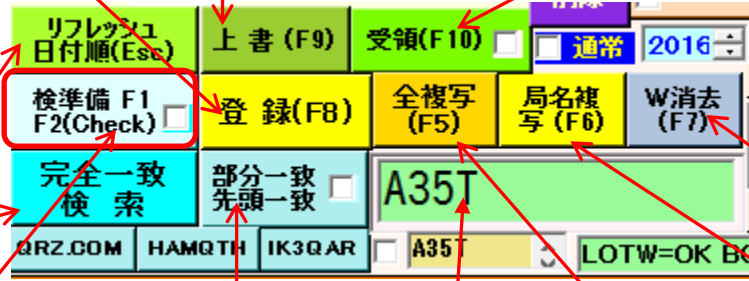 リフレッシュ
日付順(Esc)
上 書 (F9)
受領(F10)
削除
通常
2016
検準備 F1
F2(Check)
登 録(F8)
全複写
(F5)
局名複
写 (F6)
W消去
(F7)
完全一致
検 索
部分一致
先頭一致
A35T
QRZ.COM
HAMQTH
IK3QAR
A35T
LOTW=OK